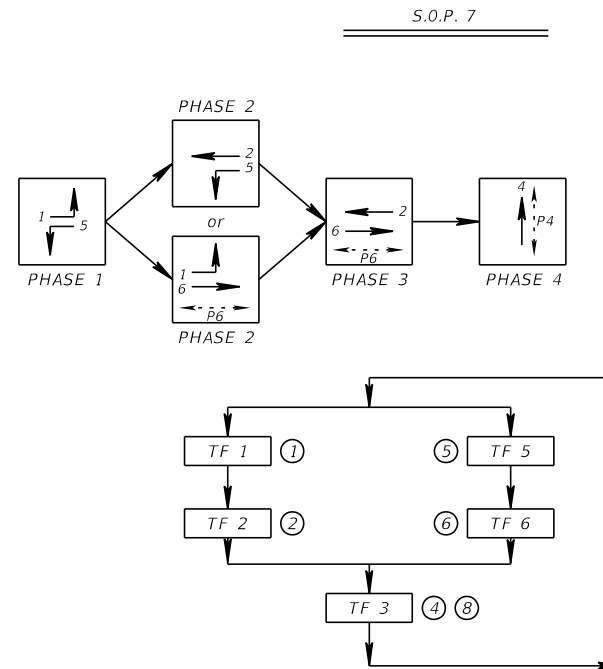 S.O.P. 7
PHASE 2
2
5
1
5
PHASE 1
or
1
6
P6
PHASE 2
2
6
P6
PHASE 3
4
P4
PHASE 4
TF 1
1
5
TF 5
TF 2
2
6
TF 6
TF 3
4
8